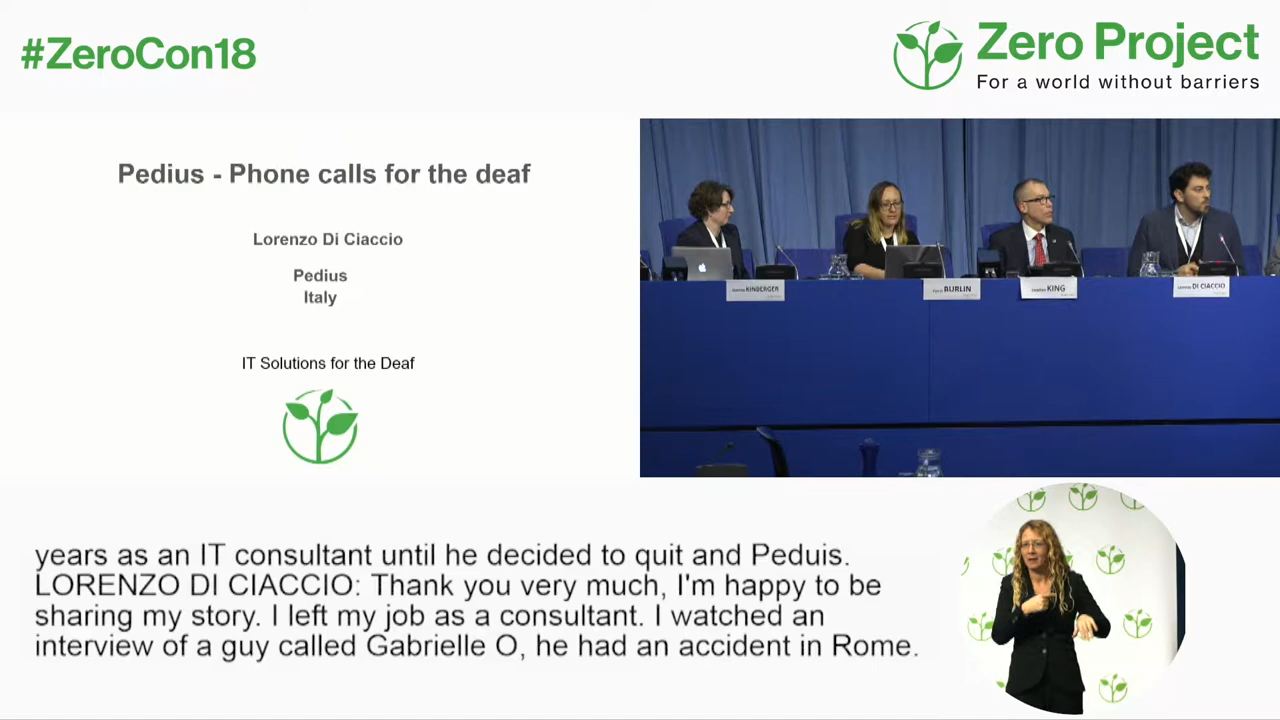 #ZeroCon18
Zero Project
For a world without barriers
Pedius - Phone calls for the deaf
Lorenzo Di Ciaccio
Pedius
Italy
IT Solutions for the Deaf
KINBERGER
BURLIN
KING
DI CIACCIO
years as an IT consultant until he decided to quit and Peduis.
LORENZO DI CIACCIO: Thank you very much, I'm happy to be
sharing my story. I left my job as a consultant. I watched an
interview of a guy called Gabrielle O, he had an accident in Rome.